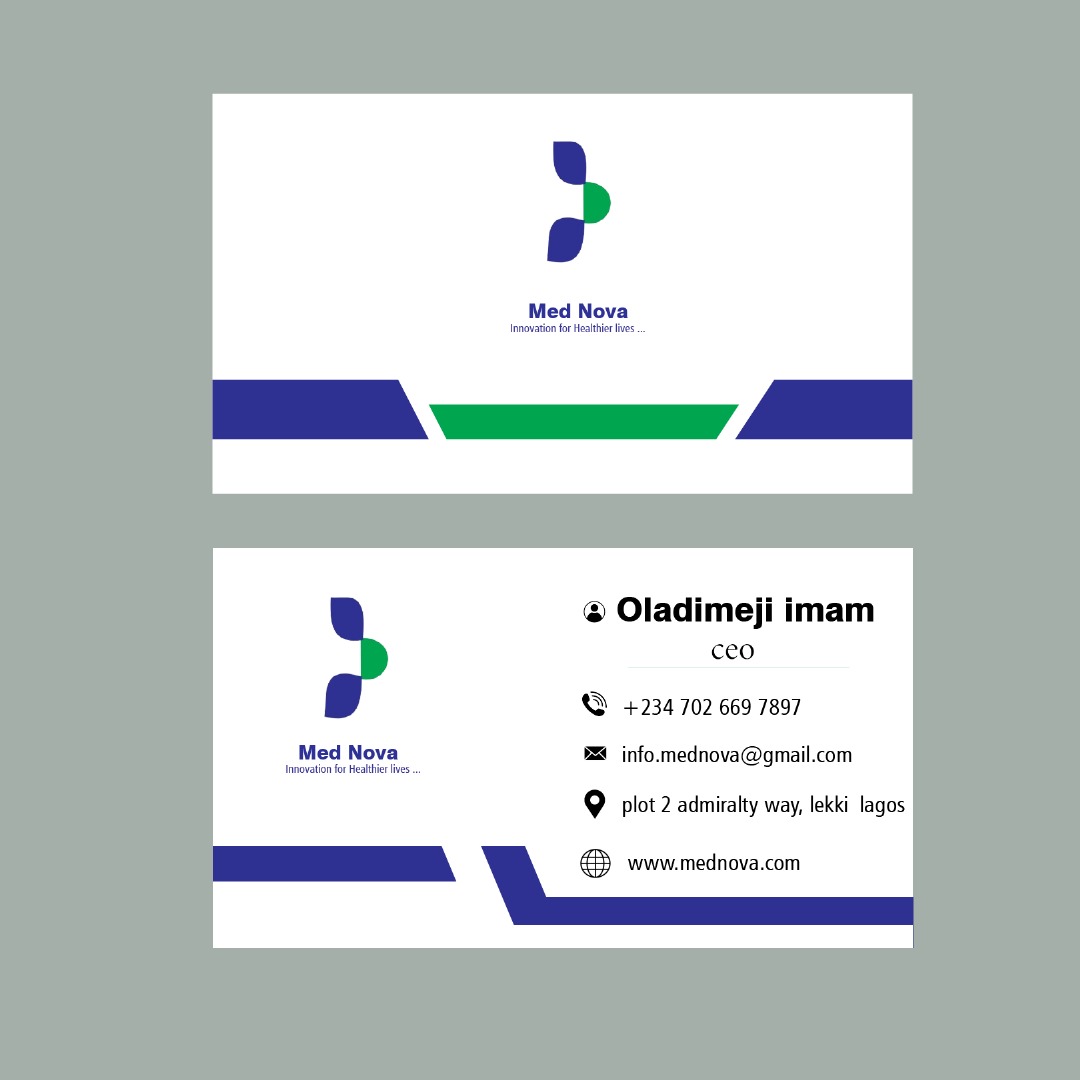 Med Nova
Innovation for Healthier lives ...
Oladimeji imam
ceo
Med Nova
Innovation for Healthier lives ...
+234 702 669 7897
info.mednova@gmail.com
plot 2 admiralty way, lekki  lagos
www.mednova.com